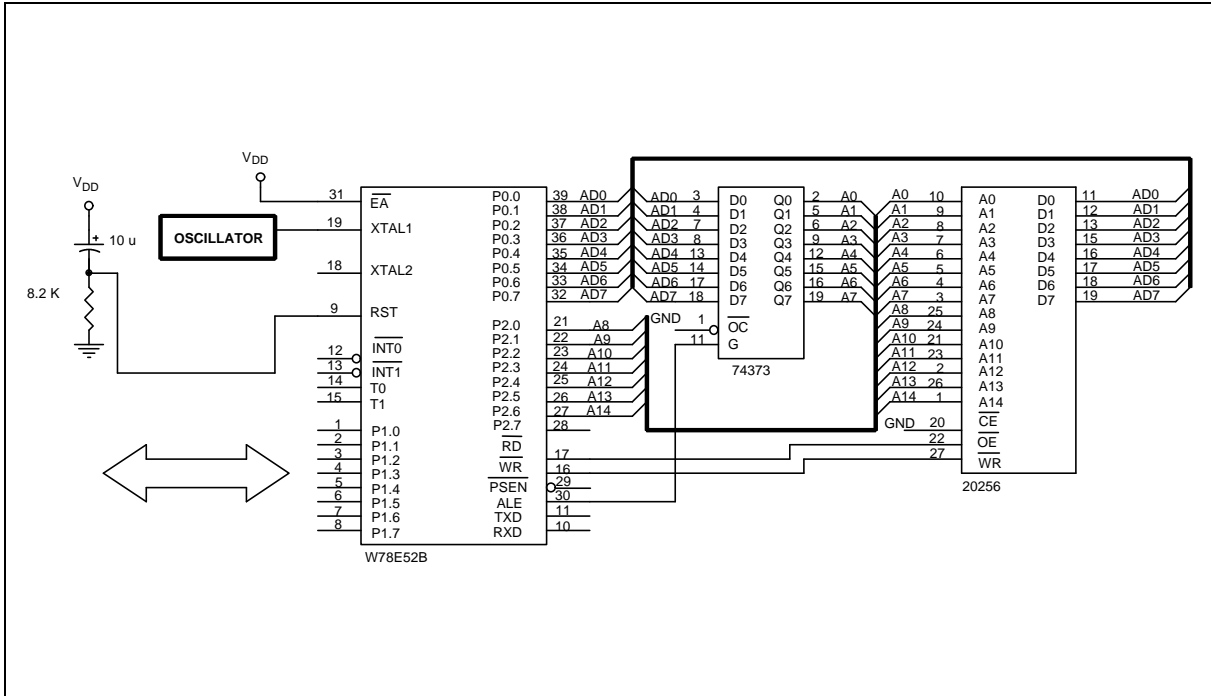 VDD
10 u
8.2 K
VDD
OSCILLATOR
31 EA
19 XTAL1
18 XTAL2
9 RST
12 INT0
13 INT1
14 T0
15 T1
1 P1.0
2 P1.1
3 P1.2
4 P1.3
5 P1.4
6 P1.5
7 P1.6
8 P1.7
P0.0 39 AD0
P0.1 38 AD1
P0.2 37 AD2
P0.3 36 AD3
P0.4 35 AD4
P0.5 34 AD5
P0.6 33 AD6
P0.7 32 AD7
P2.0 21 A8
P2.1 22 A9
P2.2 23 A10
P2.3 24 A11
P2.4 25 A12
P2.5 26 A13
P2.6 27 A14
P2.7 28
RD 17
WR 16
PSEN 29
ALE 30
TXD 11
RXD 10
W78E52B
AD0 3 D0 Q0 2 A0
AD1 4 D1 Q1 5 A1
AD2 7 D2 Q2 6 A2
AD3 8 D3 Q3 9 A3
AD4 13 D4 Q4 12 A4
AD5 14 D5 Q5 15 A5
AD6 17 D6 Q6 16 A6
AD7 18 D7 Q7 19 A7
GND 1 OC
11 G
74373
A0 10 A0 D0 11 AD0
A1 9 A1 D1 12 AD1
A2 8 A2 D2 13 AD2
A3 7 A3 D3 15 AD3
A4 6 A4 D4 16 AD4
A5 5 A5 D5 17 AD5
A6 4 A6 D6 18 AD6
A7 3 A7 D7 19 AD7
A8 25 A8
A9 24 A9
A10 21 A10
A11 23 A11
A12 2 A12
A13 26 A13
A14 1 A14
GND 20 CE
22 OE
27 WR
20256